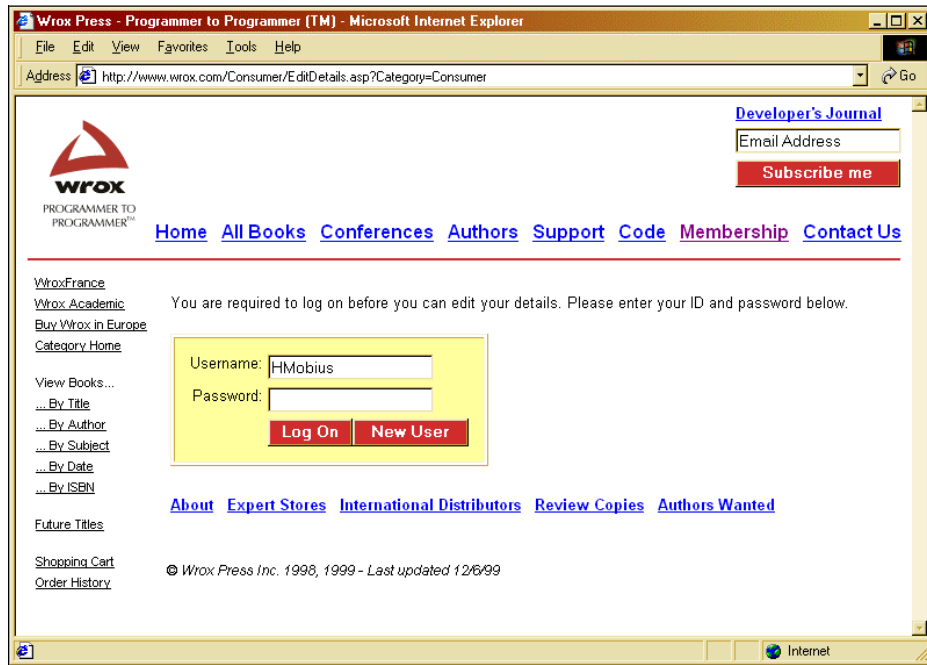 Wrox Press - Programmer to Programmer (TM) - Microsoft Internet Explorer
File Edit View Favorites Tools Help
Address http://www.wrox.com/Consumer/EditDetails.asp?Category=Consumer Go
Developer's Journal
Email Address
Subscribe me
wrox
PROGRAMMER TO
PROGRAMMER™
Home All Books Conferences Authors Support Code Membership Contact Us
WroxFrance
Wrox Academic
Buy Wrox in Europe
Category Home
View Books...
... By Title
... By Author
... By Subject
... By Date
... By ISBN
Future Titles
Shopping Cart
Order History
You are required to log on before you can edit your details. Please enter your ID and password below.
Username: HMobius
Password:
Log On New User
About Expert Stores International Distributors Review Copies Authors Wanted
© Wrox Press Inc. 1998, 1999 - Last updated 12/6/99
Internet